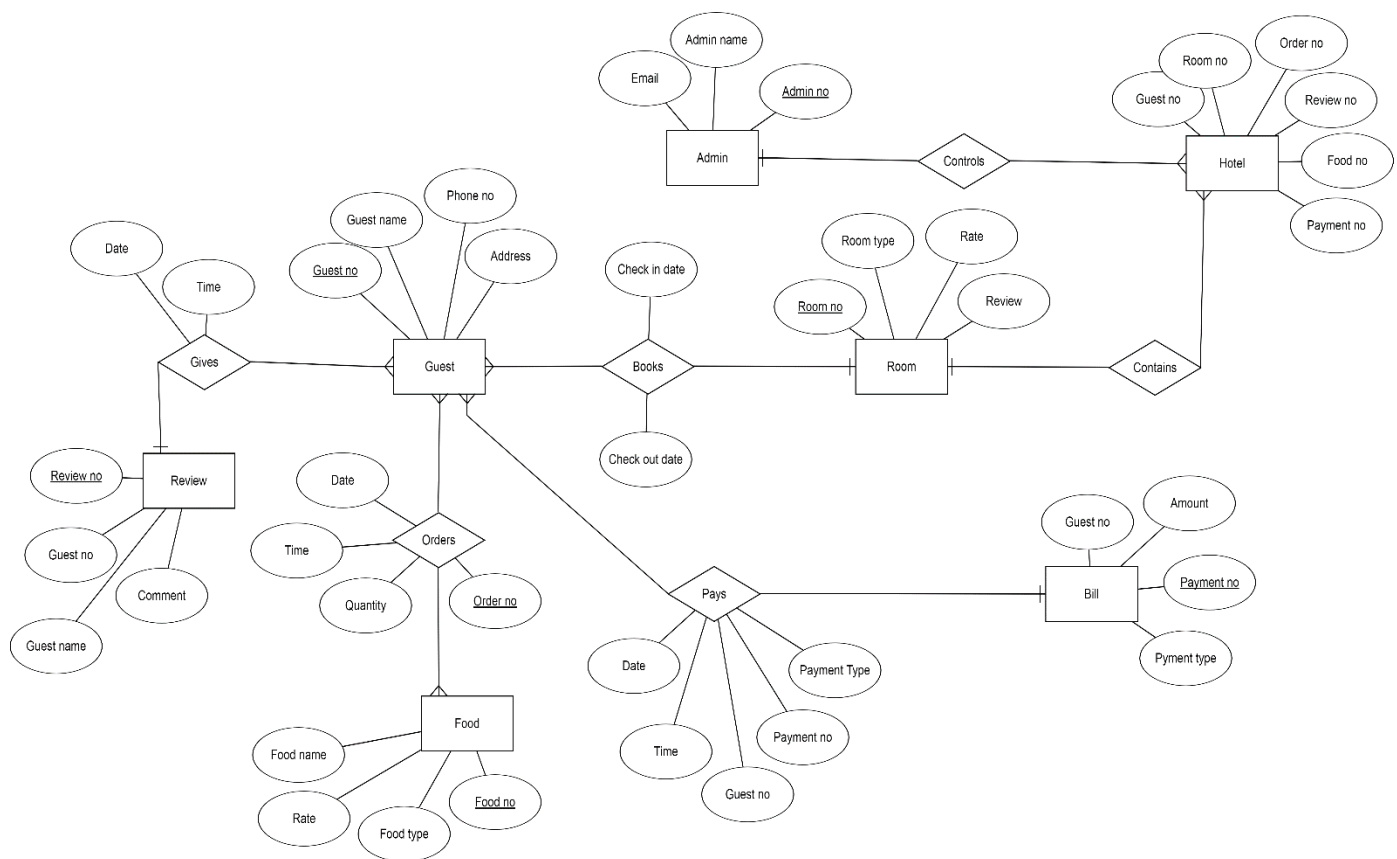 Admin name
Email
Admin no
Admin
Controls
Order no
Room no
Guest no
Review no
Hotel
Food no
Payment no
Phone no
Guest name
Address
Guest no
Date
Time
Gives
Guest
Check in date
Books
Check out date
Room type
Rate
Room no
Review
Room
Contains
Review no
Review
Guest no
Comment
Guest name
Date
Time
Orders
Quantity
Order no
Food
Food name
Rate
Food type
Food no
Pays
Date
Time
Guest no
Payment no
Payment Type
Guest no
Amount
Bill
Payment no
Pyment type